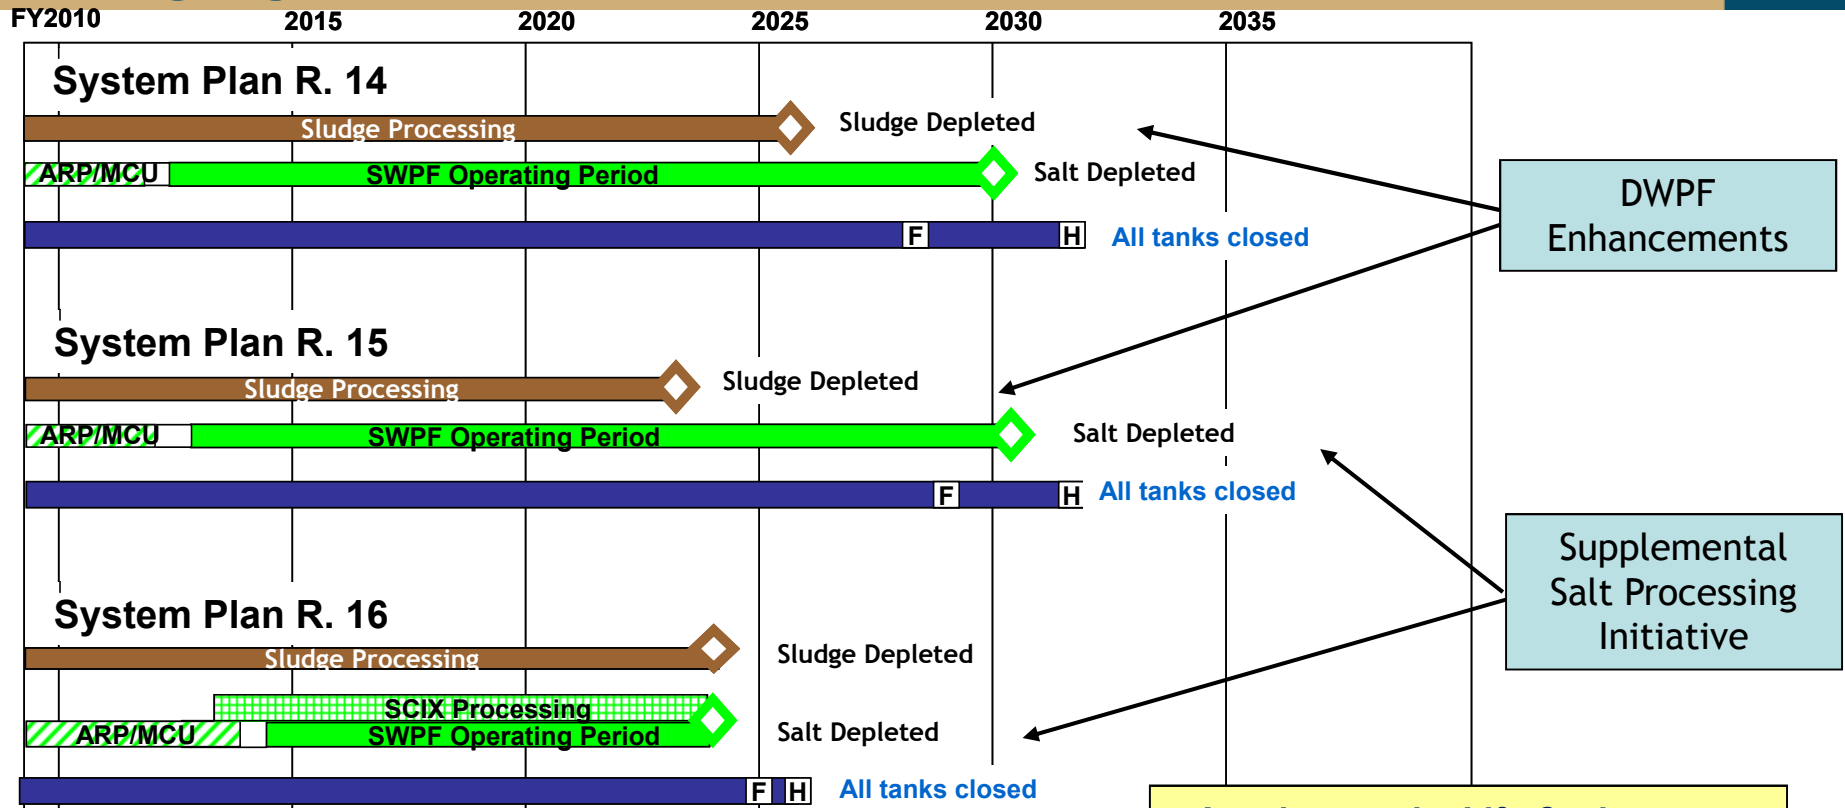 FY2010 2015 2020 2025 2030 2035
System Plan R. 14
Sludge Processing
Sludge Depleted
ARP/MCU
SWPF Operating Period
Salt Depleted
F
H
All tanks closed
DWPF
Enhancements
System Plan R. 15
Sludge Processing
Sludge Depleted
ARP/MCU
SWPF Operating Period
Salt Depleted
F
H
All tanks closed
Supplemental
Salt Processing
Initiative
System Plan R. 16
Sludge Processing
Sludge Depleted
SCIX Processing
ARP/MCU
SWPF Operating Period
Salt Depleted
F
H
All tanks closed